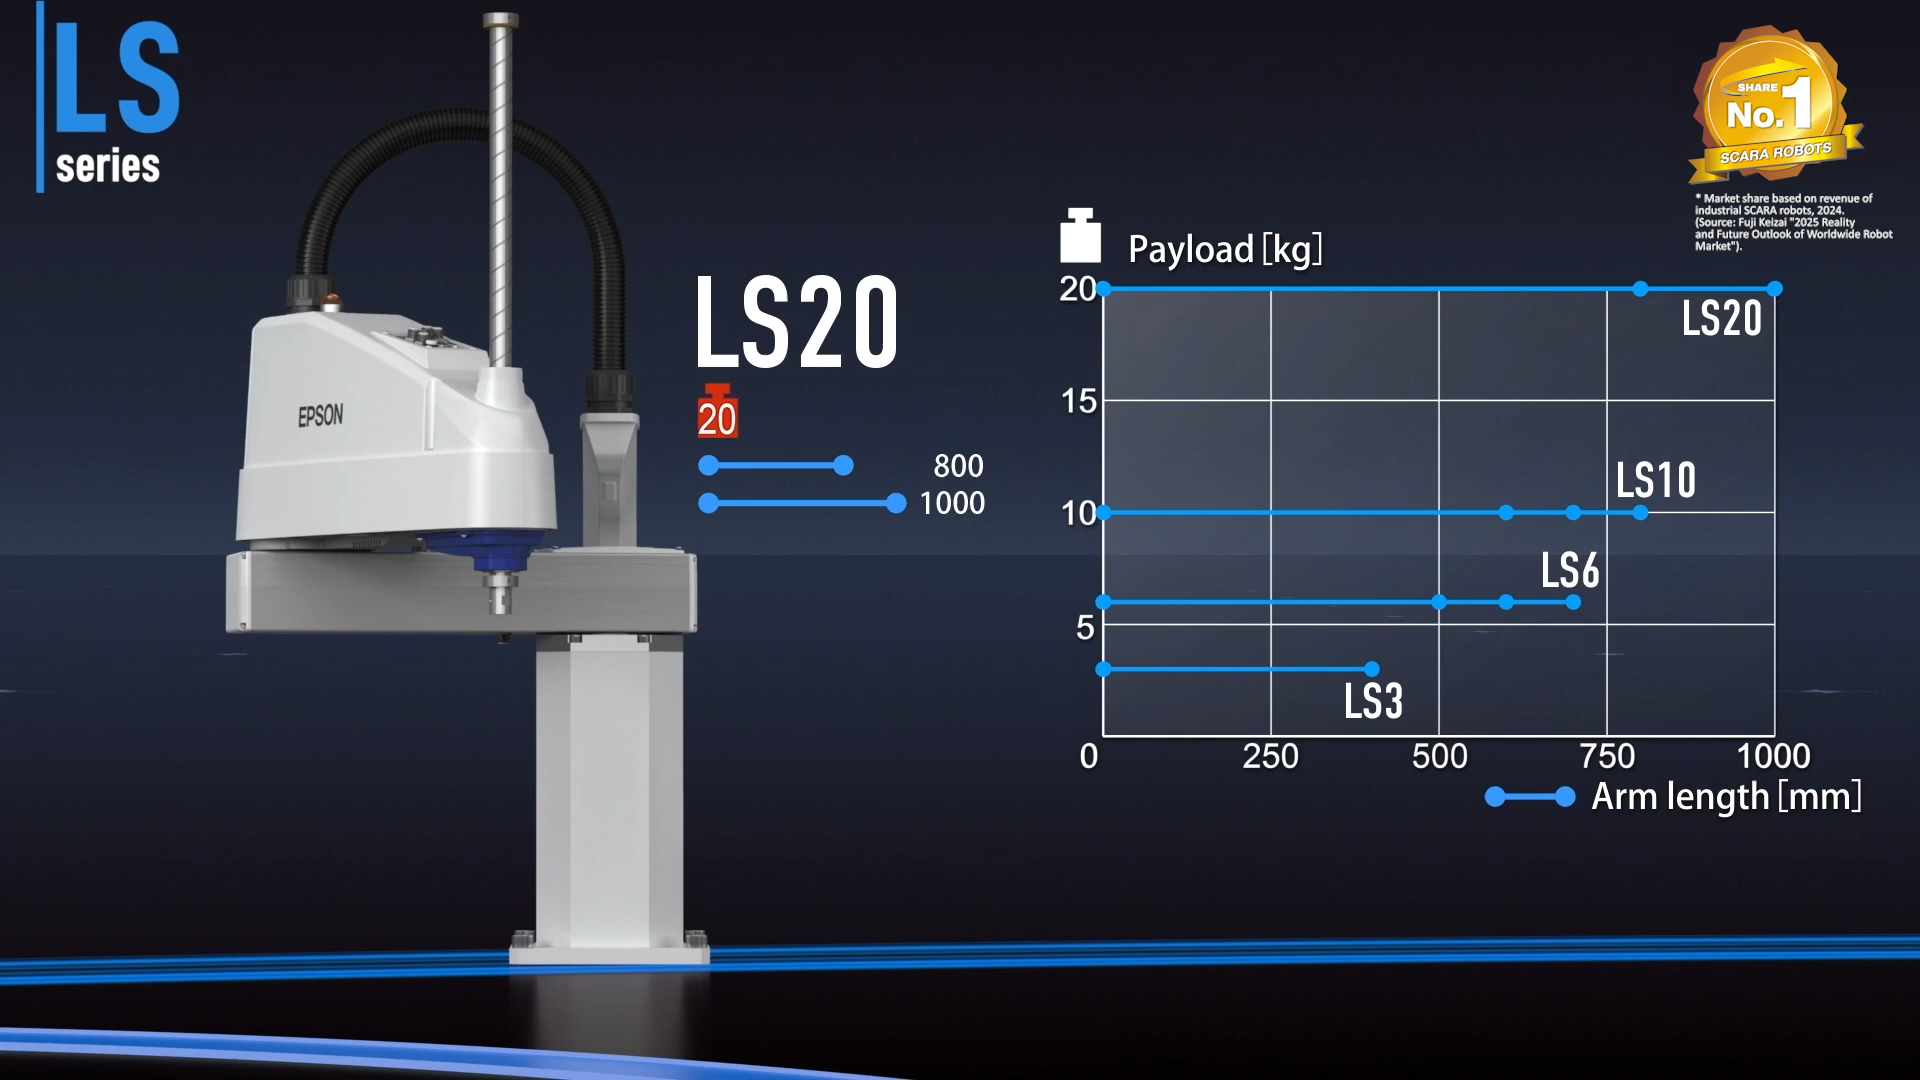 LS
series
SHARE
No.1
SCARA ROBOTS
* Market share based on revenue of
industrial SCARA robots, 2024.
(Source: Fuji Keizai "2025 Reality
and Future Outlook of Worldwide Robot
Market").
EPSON
LS20
20
800
1000
Payload [kg]
20
15
10
5
LS20
LS10
LS6
LS3
0 250 500 750 1000
Arm length [mm]